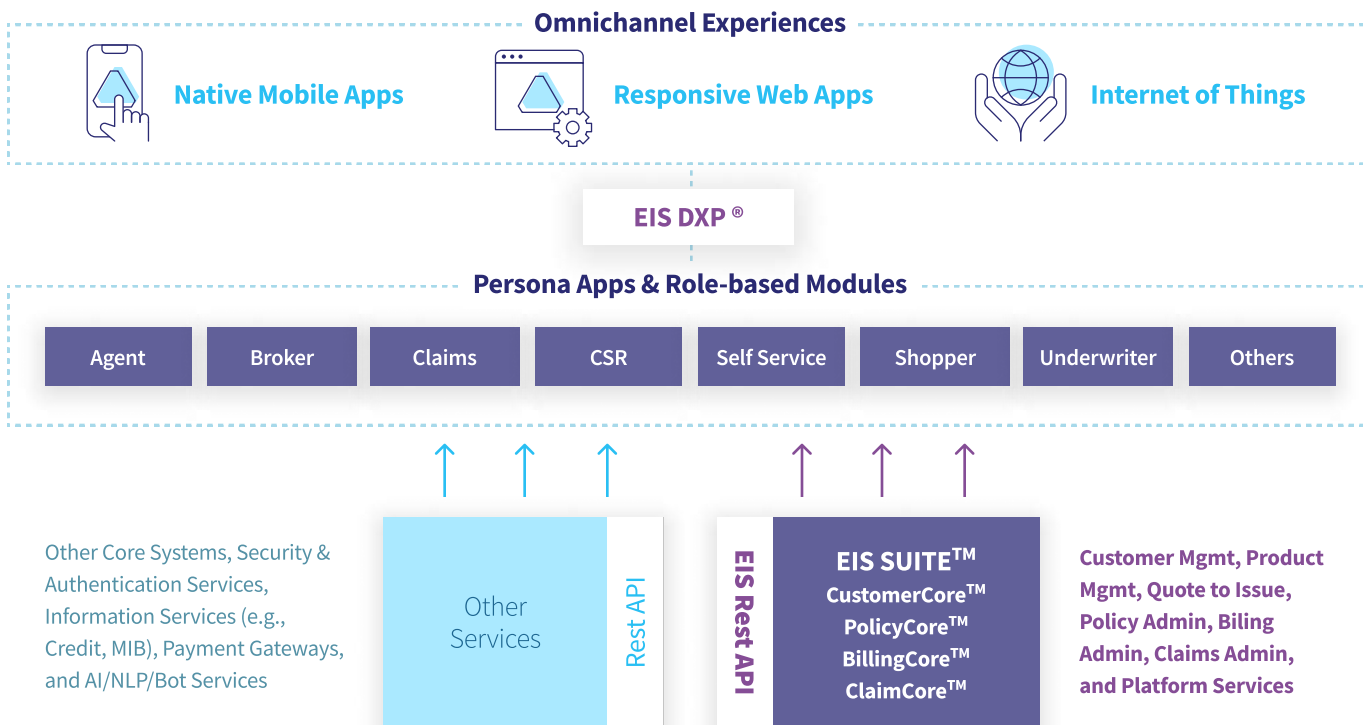 Omnichannel Experiences
Native Mobile Apps
Responsive Web Apps
Internet of Things
EIS DXP ®
Persona Apps & Role-based Modules
Agent
Broker
Claims
CSR
Self Service
Shopper
Underwriter
Others
Other Core Systems, Security &
Authentication Services,
Information Services (e.g.,
Credit, MIB), Payment Gateways,
and AI/NLP/Bot Services
Other
Services
Rest API
EIS Rest API
EIS SUITE™
CustomerCore™
PolicyCore™
BillingCore™
ClaimCore™
Customer Mgmt, Product
Mgmt, Quote to Issue,
Policy Admin, Biling
Admin, Claims Admin,
and Platform Services